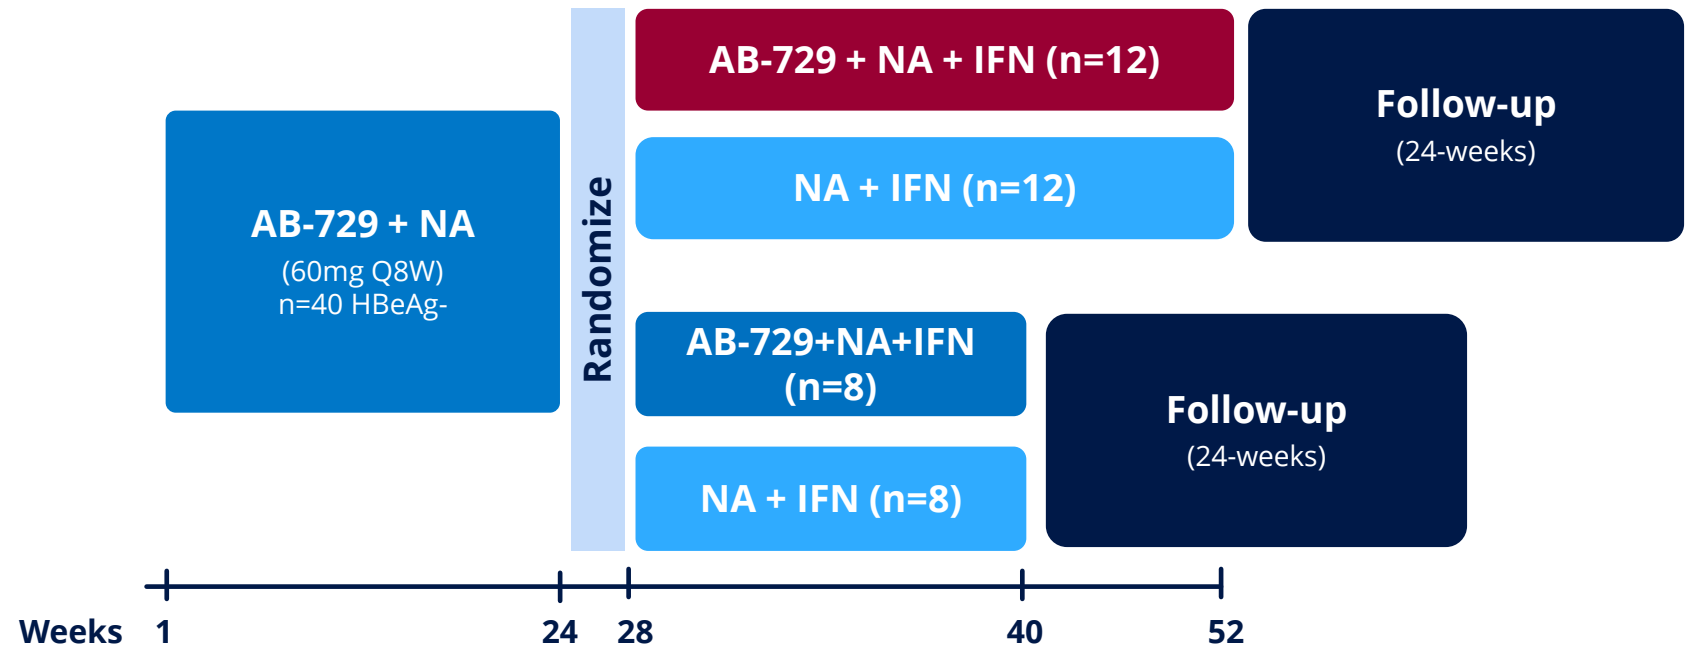 AB-729 + NA
(60mg Q8W)
n=40 HBeAg-
Randomize
AB-729 + NA + IFN (n=12)
NA + IFN (n=12)
Follow-up
(24-weeks)
AB-729+NA+IFN
(n=8)
NA + IFN (n=8)
Follow-up
(24-weeks)
Weeks 1 24 28 40 52